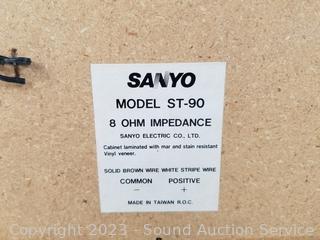 SANYO
MODEL ST-90
8 OHM IMPEDANCE
SANYO ELECTRIC CO., LTD.
Cabinet laminated with mar and stain resistant
Vinyl veneer.
SOLID BROWN WIRE WHITE STRIPE WIRE
COMMON POSITIVE
− +
MADE IN TAIWAN R.O.C.
Copyright 2023 - Sound Auction Service